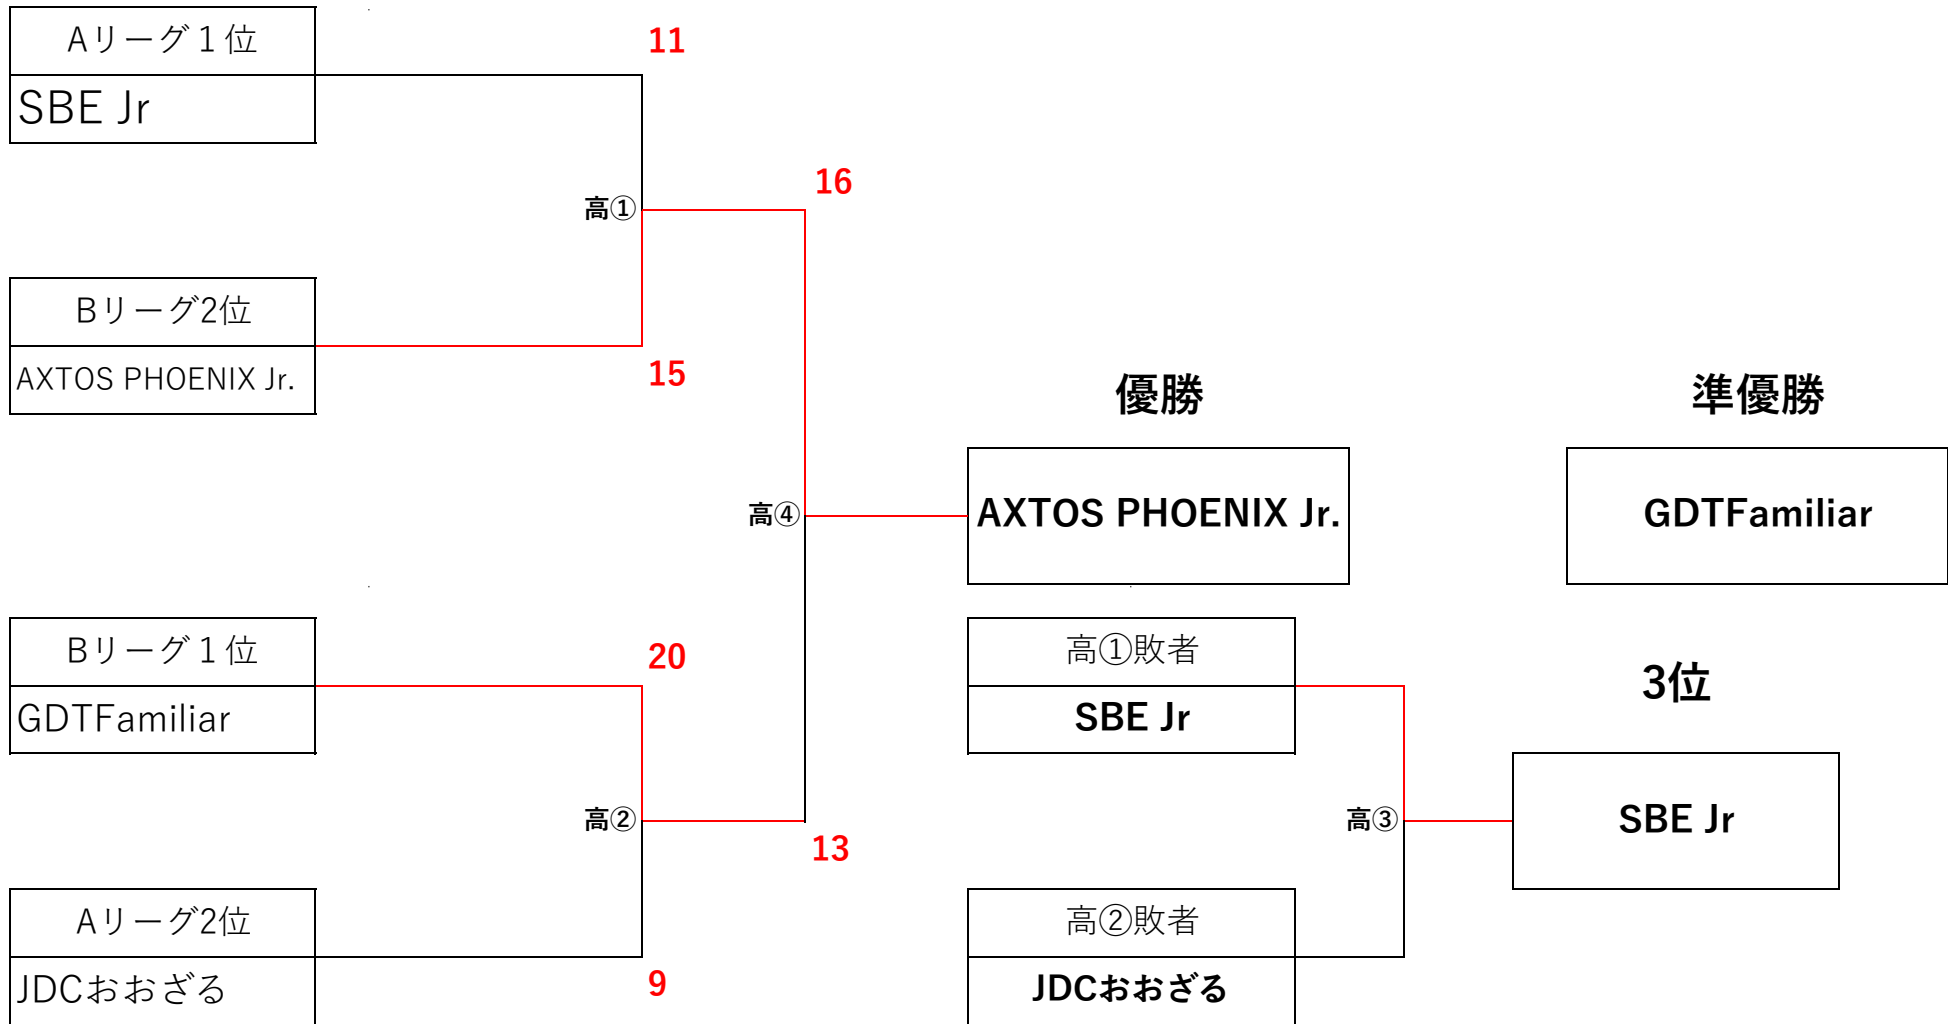 Aリーグ１位
SBE Jr
11
高①
16
Bリーグ2位
AXTOS PHOENIX Jr.
15
優勝
準優勝
高④
AXTOS PHOENIX Jr.
GDTFamiliar
Bリーグ１位
GDTFamiliar
20
高①敗者
SBE Jr
3位
高②
13
高③
SBE Jr
Aリーグ2位
JDCおおざる
9
高②敗者
JDCおおざる